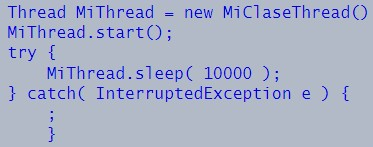 Thread MiThread = new MiClaseThread()
MiThread.start();
try {
    MiThread.sleep( 10000 );
} catch( InterruptedException e ) {
    ;
    }